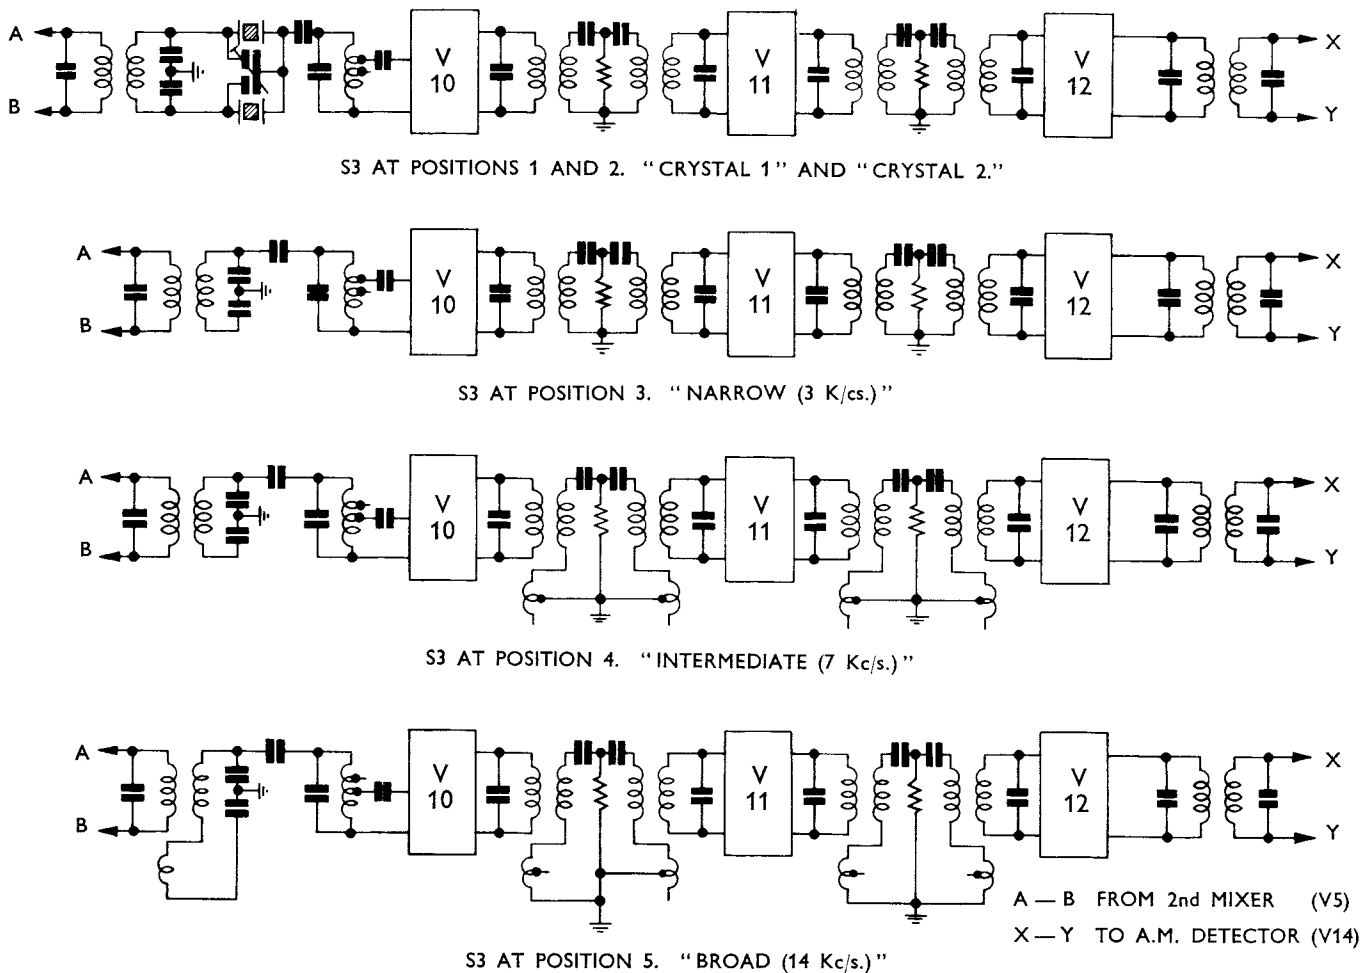 A
B
V
10
V
11
V
12
X
Y
S3 AT POSITIONS 1 AND 2. "CRYSTAL 1" AND "CRYSTAL 2."
A
B
V
10
V
11
V
12
X
Y
S3 AT POSITION 3. "NARROW (3 K/cs.)"
A
B
V
10
V
11
V
12
X
Y
S3 AT POSITION 4. "INTERMEDIATE (7 Kc/s.)"
A
B
V
10
V
11
V
12
X
Y
A — B FROM 2nd MIXER (V5)
X — Y TO A.M. DETECTOR (V14)
S3 AT POSITION 5. "BROAD (14 Kc/s.)"